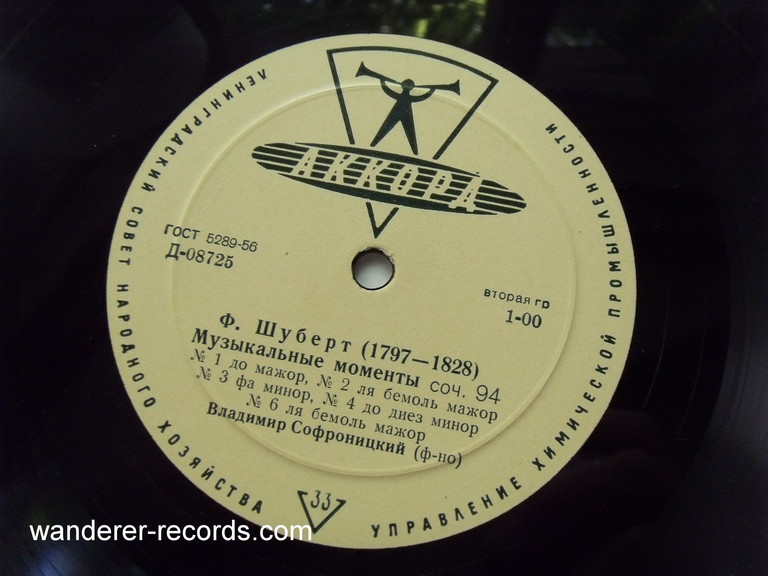 ЛЕНИНГРАДСКИЙ СОВЕТ НАРОДНОГО ХОЗЯЙСТВА
УПРАВЛЕНИЕ ХИМИЧЕСКОЙ ПРОМЫШЛЕННОСТИ
АККОРД
ГОСТ 5289-56
Д-08725
вторая гр
1-00
Ф. Шуберт (1797—1828)
Музыкальные моменты соч. 94
№ 1 до мажор, № 2 ля бемоль мажор
№ 3 фа минор, № 4 до диез минор
№ 6 ля бемоль мажор
Владимир Софроницкий (ф-но)
33
wanderer-records.com